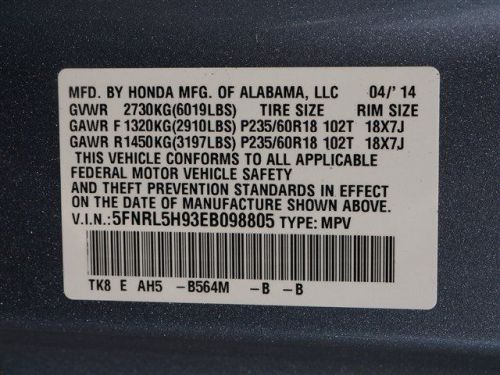 MFD. BY HONDA MFG. OF ALABAMA, LLC 04/'14
GVWR 2730KG(6019LBS) TIRE SIZE RIM SIZE
GAWR F 1320KG(2910LBS) P235/60R18 102T 18X7J
GAWR R1450KG(3197LBS) P235/60R18 102T 18X7J
THIS VEHICLE CONFORMS TO ALL APPLICABLE
FEDERAL MOTOR VEHICLE SAFETY
AND THEFT PREVENTION STANDARDS IN EFFECT
ON THE DATE OF MANUFACTURE SHOWN ABOVE.
V.I.N.: 5FNRL5H93EB098805 TYPE: MPV
TK8 E AH5 -B564M -B -B